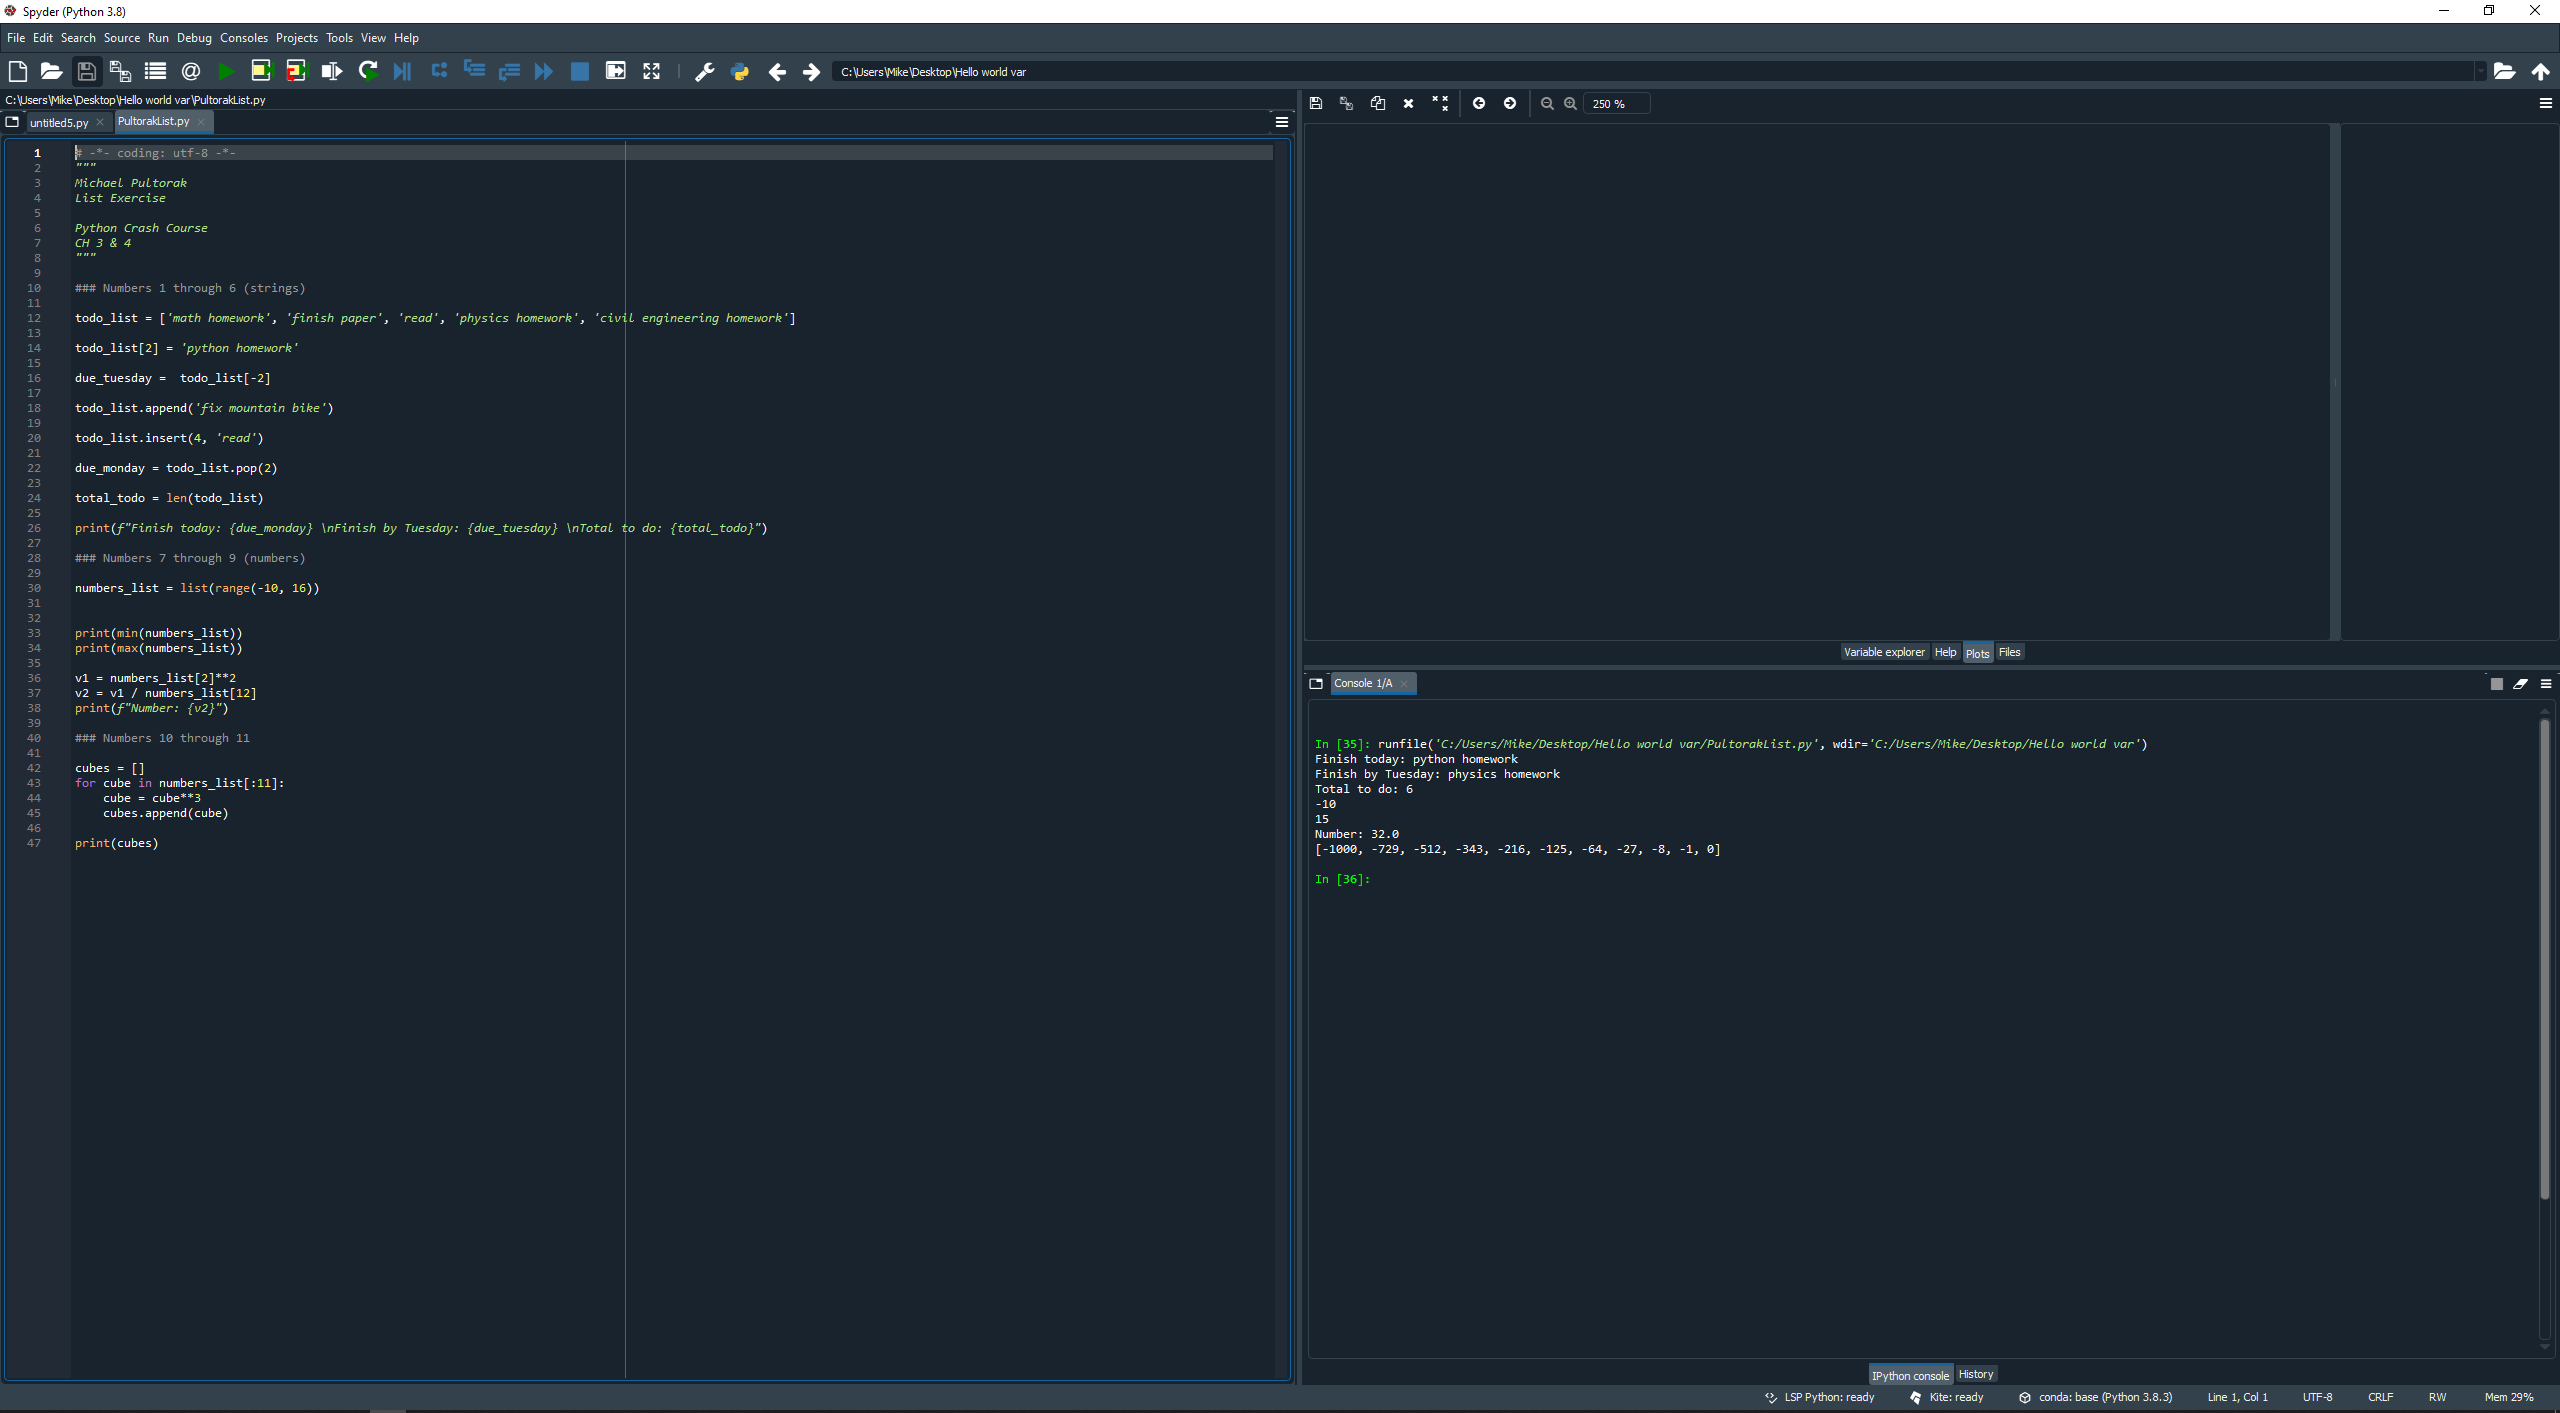 Spyder (Python 3.8)
File Edit Search Source Run Debug Consoles Projects Tools View Help
C:\Users\Mike\Desktop\Hello world var
C:\Users\Mike\Desktop\Hello world var\PultorakList.py
untitled5.py
PultorakList.py
250 %
1 # -*- coding: utf-8 -*-
2 """
3 Michael Pultorak
4 List Exercise
5
6 Python Crash Course
7 CH 3 & 4
8 """
9
10 ### Numbers 1 through 6 (strings)
11
12 todo_list = ['math homework', 'finish paper', 'read', 'physics homework', 'civil engineering homework']
13
14 todo_list[2] = 'python homework'
15
16 due_tuesday =  todo_list[-2]
17
18 todo_list.append('fix mountain bike')
19
20 todo_list.insert(4, 'read')
21
22 due_monday = todo_list.pop(2)
23
24 total_todo = len(todo_list)
25
26 print(f"Finish today: {due_monday} \nFinish by Tuesday: {due_tuesday} \nTotal to do: {total_todo}")
27
28 ### Numbers 7 through 9 (numbers)
29
30 numbers_list = list(range(-10, 16))
31
32
33 print(min(numbers_list))
34 print(max(numbers_list))
35
36 v1 = numbers_list[2]**2
37 v2 = v1 / numbers_list[12]
38 print(f"Number: {v2}")
39
40 ### Numbers 10 through 11
41
42 cubes = []
43 for cube in numbers_list[:11]:
44     cube = cube**3
45     cubes.append(cube)
46
47 print(cubes)
Variable explorer Help Plots Files
Console 1/A
In [35]: runfile('C:/Users/Mike/Desktop/Hello world var/PultorakList.py', wdir='C:/Users/Mike/Desktop/Hello world var')
Finish today: python homework
Finish by Tuesday: physics homework
Total to do: 6
-10
15
Number: 32.0
[-1000, -729, -512, -343, -216, -125, -64, -27, -8, -1, 0]
In [36]:
IPython console History
LSP Python: ready Kite: ready conda: base (Python 3.8.3) Line 1, Col 1 UTF-8 CRLF RW Mem 29%